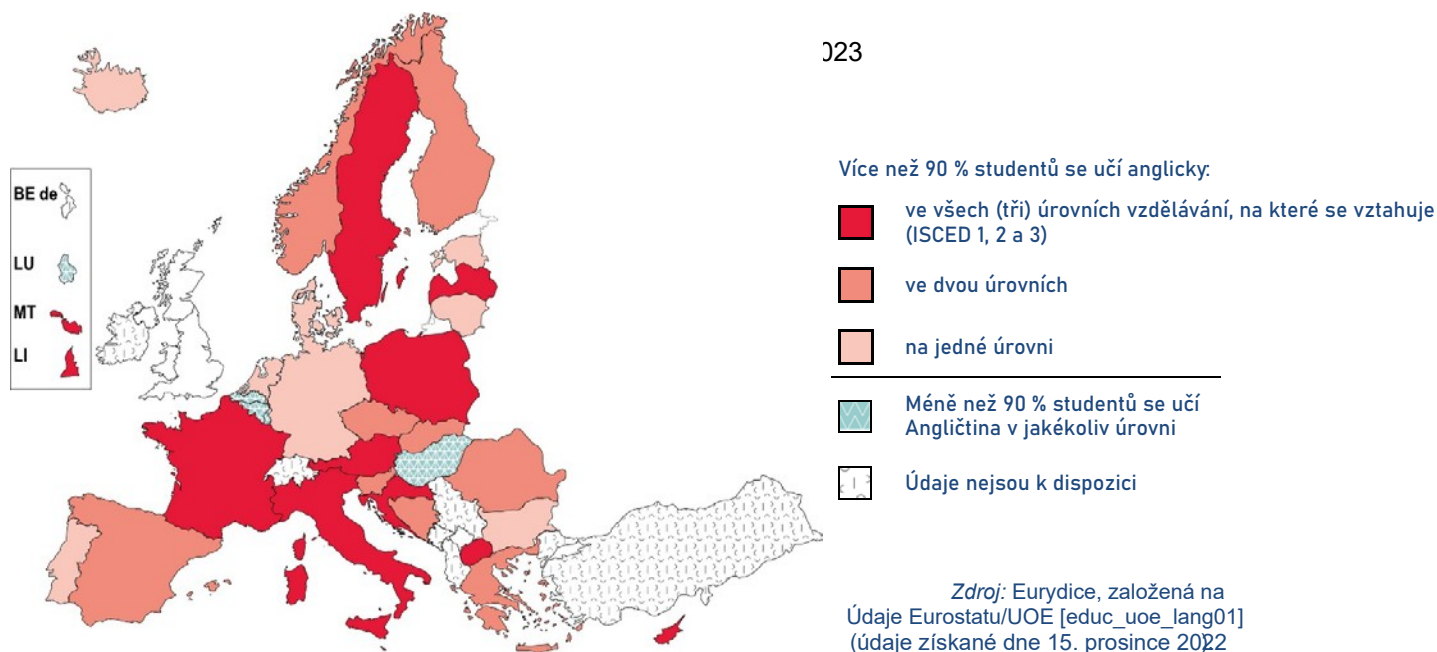 023
BE de
LU
MT
LI
Více než 90 % studentů se učí anglicky:
ve všech (tři) úrovních vzdělávání, na které se vztahuje
(ISCED 1, 2 a 3)
ve dvou úrovních
na jedné úrovni
Méně než 90 % studentů se učí
Angličtina v jakékoliv úrovni
Údaje nejsou k dispozici
Zdroj: Eurydice, založená na
Údaje Eurostatu/UOE [educ_uoe_lang01]
(údaje získané dne 15. prosince 2022